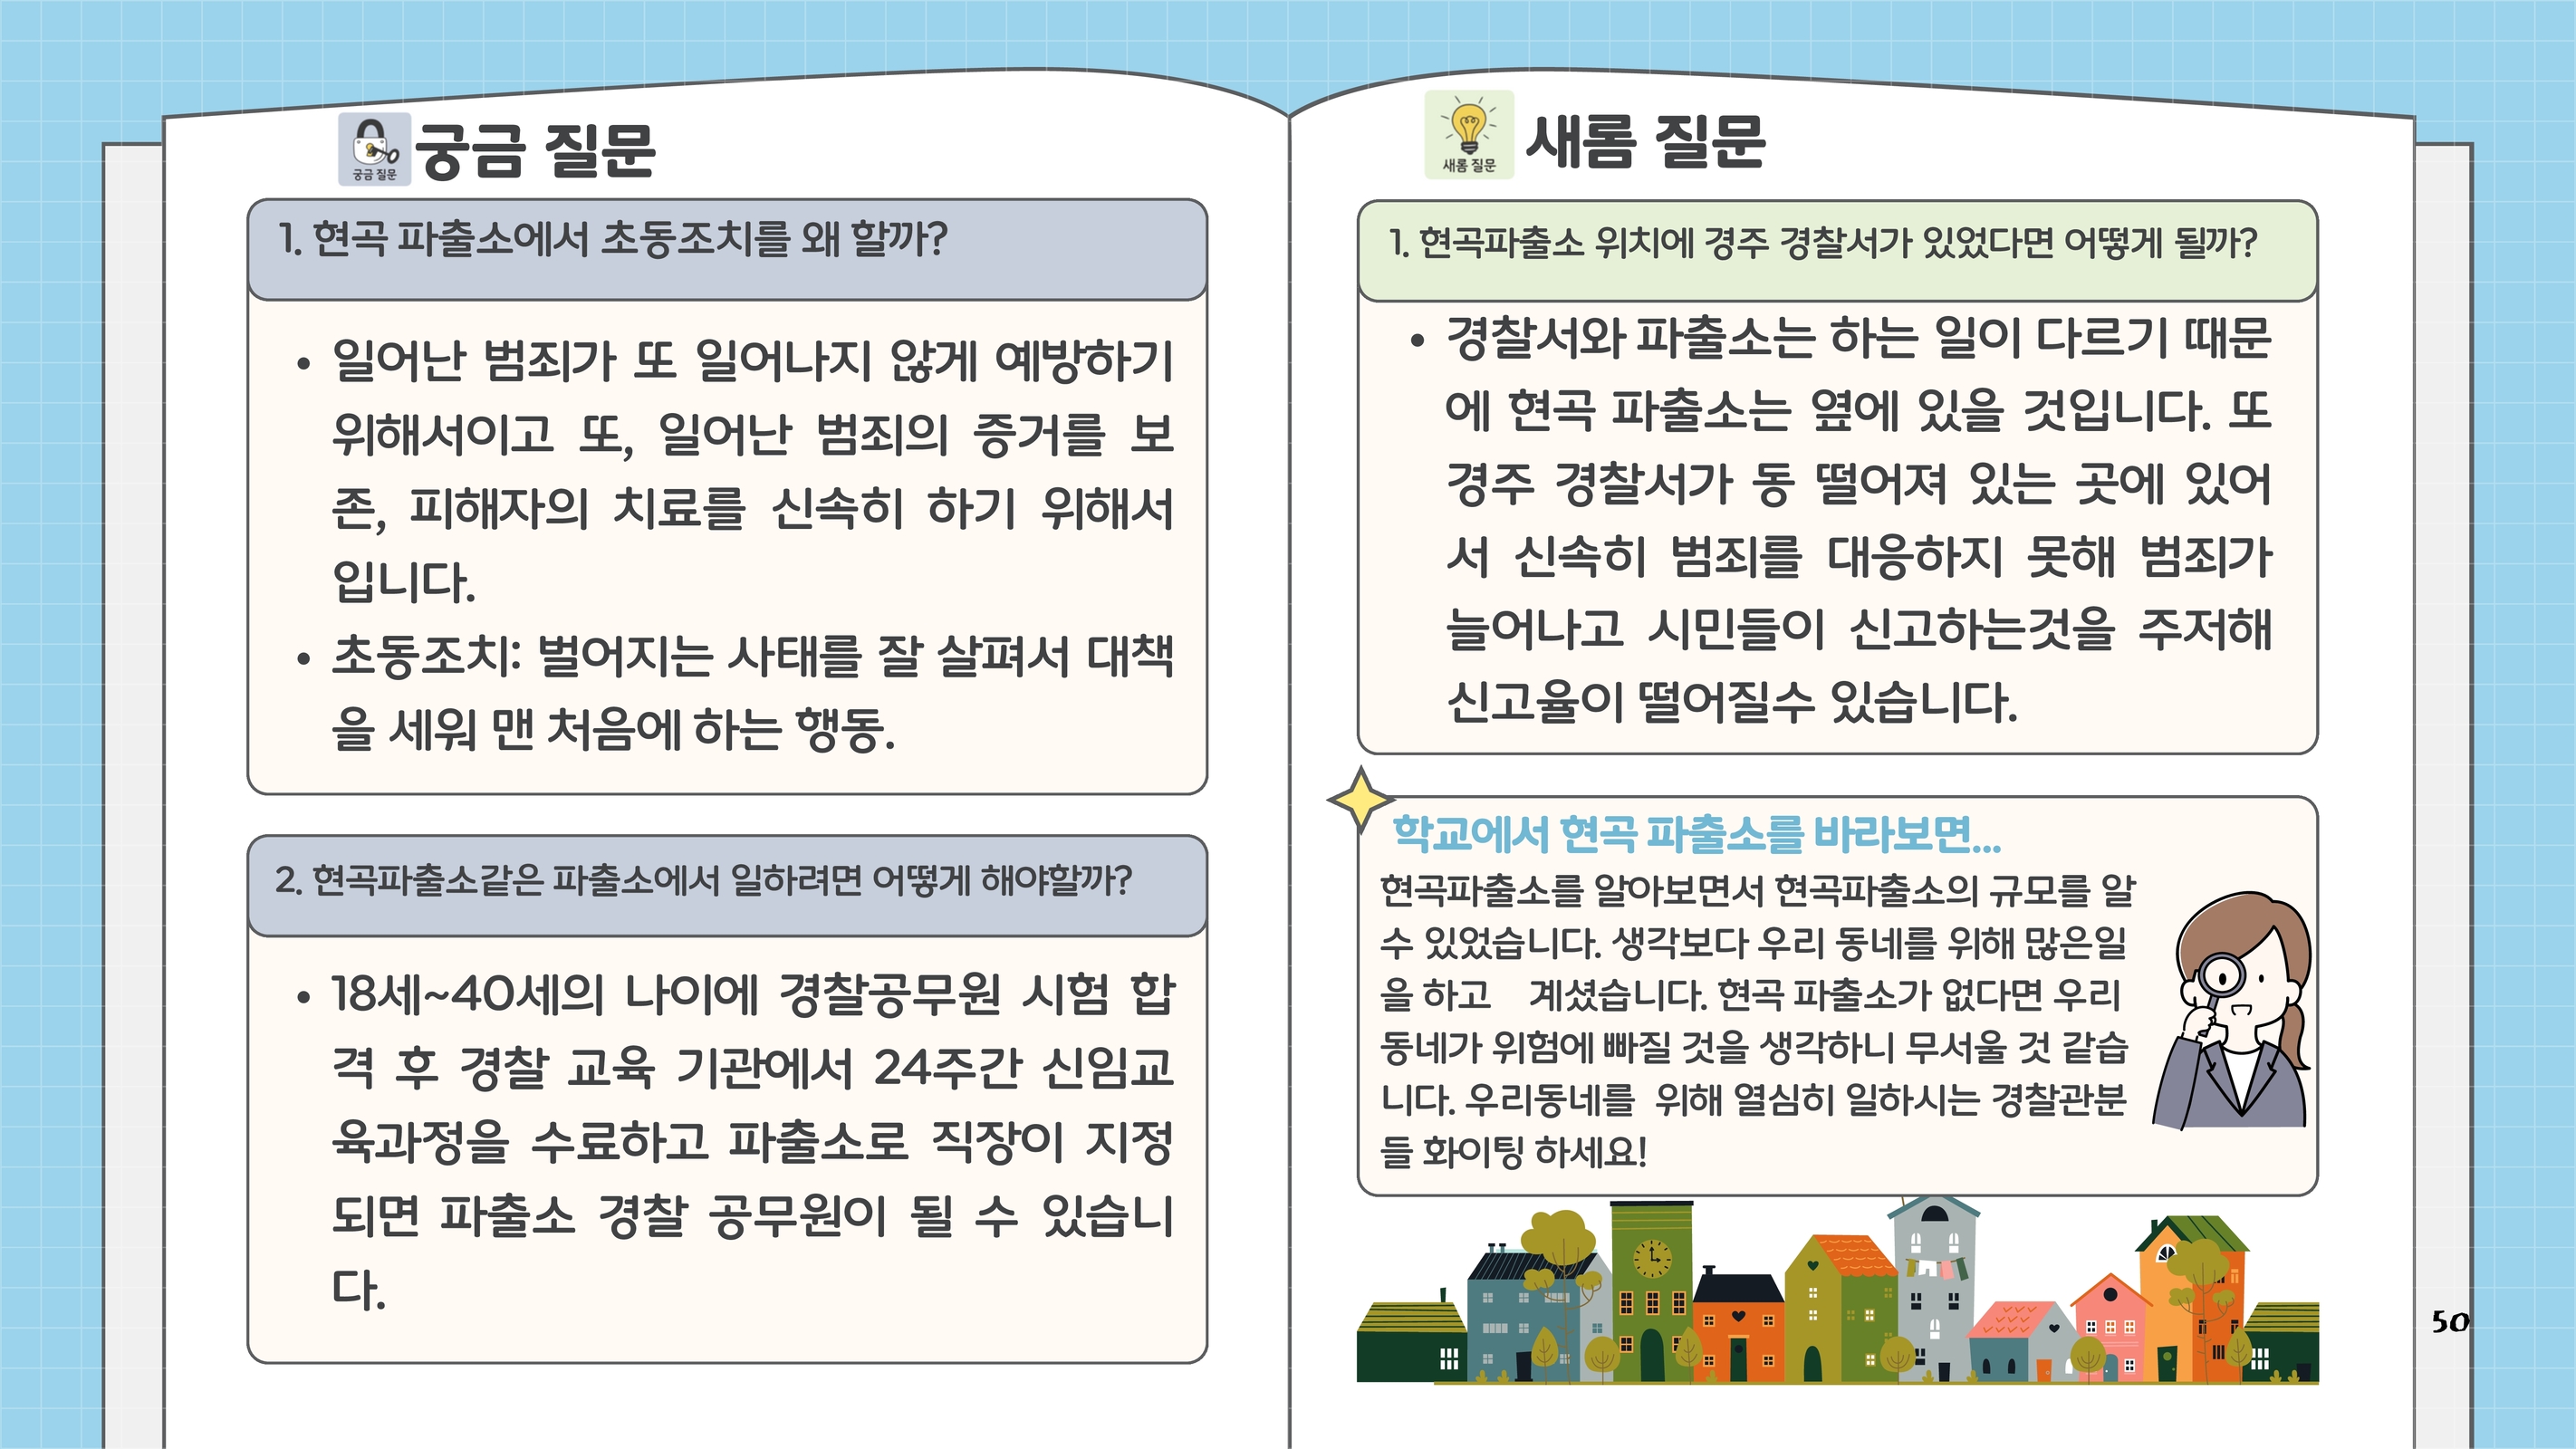 궁금 질문
궁금 질문
1. 현곡 파출소에서 초동조치를 왜 할까?
• 일어난 범죄가 또 일어나지 않게 예방하기
위해서이고 또, 일어난 범죄의 증거를 보
존, 피해자의 치료를 신속히 하기 위해서
입니다.
• 초동조치: 벌어지는 사태를 잘 살펴서 대책
을 세워 맨 처음에 하는 행동.
2. 현곡파출소같은 파출소에서 일하려면 어떻게 해야할까?
• 18세~40세의 나이에 경찰공무원 시험 합
격 후 경찰 교육 기관에서 24주간 신임교
육과정을 수료하고 파출소로 직장이 지정
되면 파출소 경찰 공무원이 될 수 있습니
다.
새롬 질문
새롬 질문
1. 현곡파출소 위치에 경주 경찰서가 있었다면 어떻게 될까?
• 경찰서와 파출소는 하는 일이 다르기 때문
에 현곡 파출소는 옆에 있을 것입니다. 또
경주 경찰서가 동 떨어져 있는 곳에 있어
서 신속히 범죄를 대응하지 못해 범죄가
늘어나고 시민들이 신고하는것을 주저해
신고율이 떨어질수 있습니다.
학교에서 현곡 파출소를 바라보면...
현곡파출소를 알아보면서 현곡파출소의 규모를 알
수 있었습니다. 생각보다 우리 동네를 위해 많은일
을 하고 계셨습니다. 현곡 파출소가 없다면 우리
동네가 위험에 빠질 것을 생각하니 무서울 것 같습
니다. 우리동네를 위해 열심히 일하시는 경찰관분
들 화이팅 하세요!
50